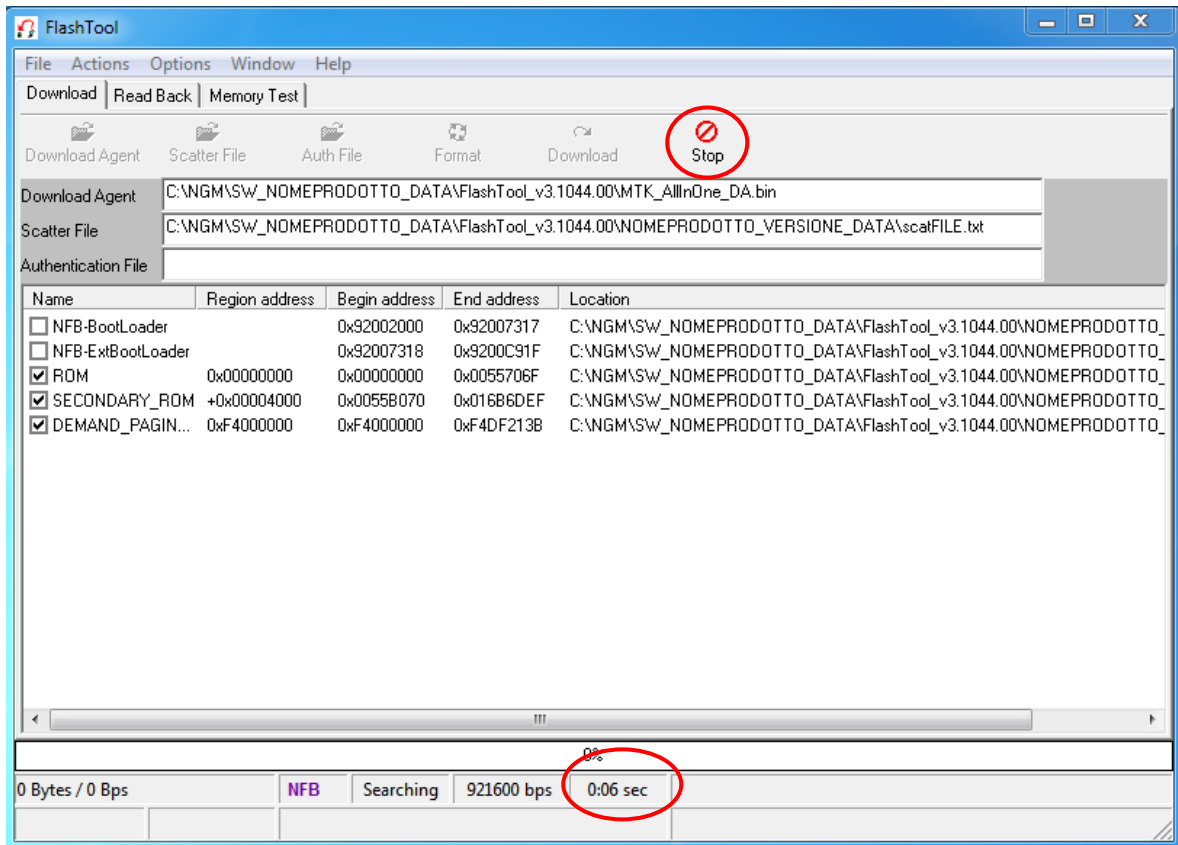 FlashTool
File Actions Options Window Help
Download Read Back Memory Test
Download Agent Scatter File Auth File Format Download Stop
Download Agent C:\NGM\SW_NOMEPRODOTTO_DATA\FlashTool_v3.1044.00\MTK_AllInOne_DA.bin
Scatter File C:\NGM\SW_NOMEPRODOTTO_DATA\FlashTool_v3.1044.00\NOMEPRODOTTO_VERSIONE_DATA\scatFILE.txt
Authentication File
Name Region address Begin address End address Location
NFB-BootLoader 0x92002000 0x92007317 C:\NGM\SW_NOMEPRODOTTO_DATA\FlashTool_v3.1044.00\NOMEPRODOTTO_
NFB-ExtBootLoader 0x92007318 0x9200C91F C:\NGM\SW_NOMEPRODOTTO_DATA\FlashTool_v3.1044.00\NOMEPRODOTTO_
ROM 0x00000000 0x00000000 0x0055706F C:\NGM\SW_NOMEPRODOTTO_DATA\FlashTool_v3.1044.00\NOMEPRODOTTO_
SECONDARY_ROM +0x00004000 0x0055B070 0x016B6DEF C:\NGM\SW_NOMEPRODOTTO_DATA\FlashTool_v3.1044.00\NOMEPRODOTTO_
DEMAND_PAGIN... 0xF4000000 0xF4000000 0xF4DF213B C:\NGM\SW_NOMEPRODOTTO_DATA\FlashTool_v3.1044.00\NOMEPRODOTTO_
0%
0 Bytes / 0 Bps NFB Searching 921600 bps 0:06 sec